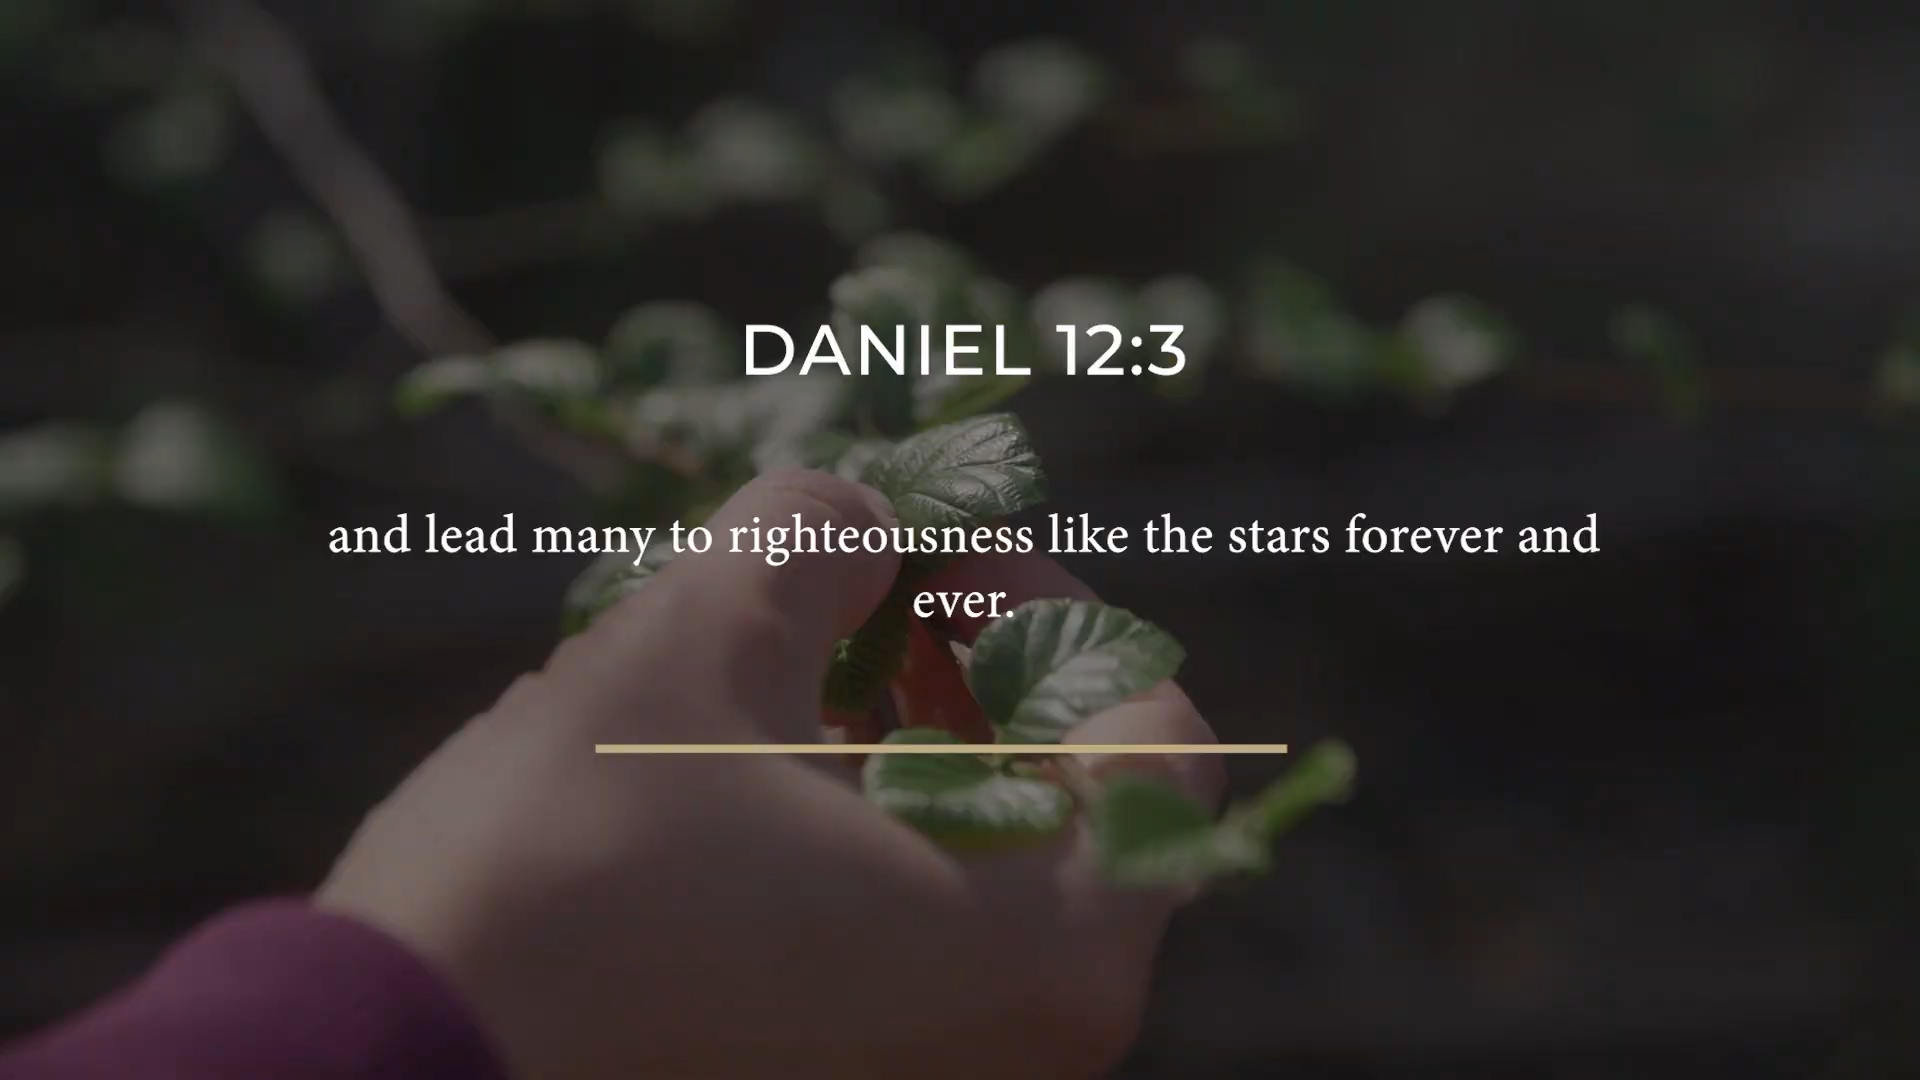 DANIEL 12:3
and lead many to righteousness like the stars forever and
ever.